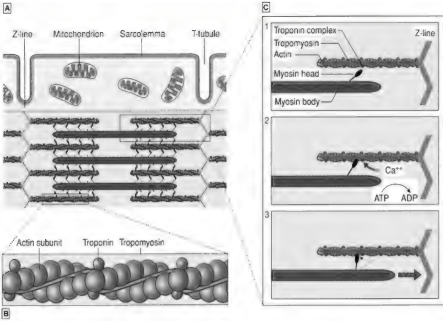 A
Z-line Mitochondrion Sarcolemma T-tubule
Actin subunit Troponin Tropomyosin
B
C
1
Troponin complex
Z-line
Tropomyosin
Actin
Myosin head
Myosin body
2
Ca++
ATP ADP
3